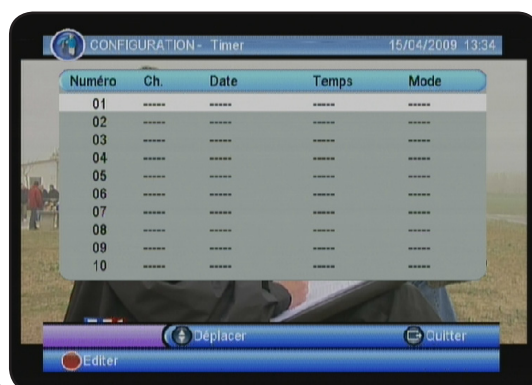 CONFIGURATION - Timer 15/04/2009 13:34
Numéro Ch. Date Temps Mode
01 ----- ----- ----- -----
02 ----- ----- ----- -----
03 ----- ----- ----- -----
04 ----- ----- ----- -----
05 ----- ----- ----- -----
06 ----- ----- ----- -----
07 ----- ----- ----- -----
08 ----- ----- ----- -----
09 ----- ----- ----- -----
10 ----- ----- ----- -----
Déplacer Quitter
Editer